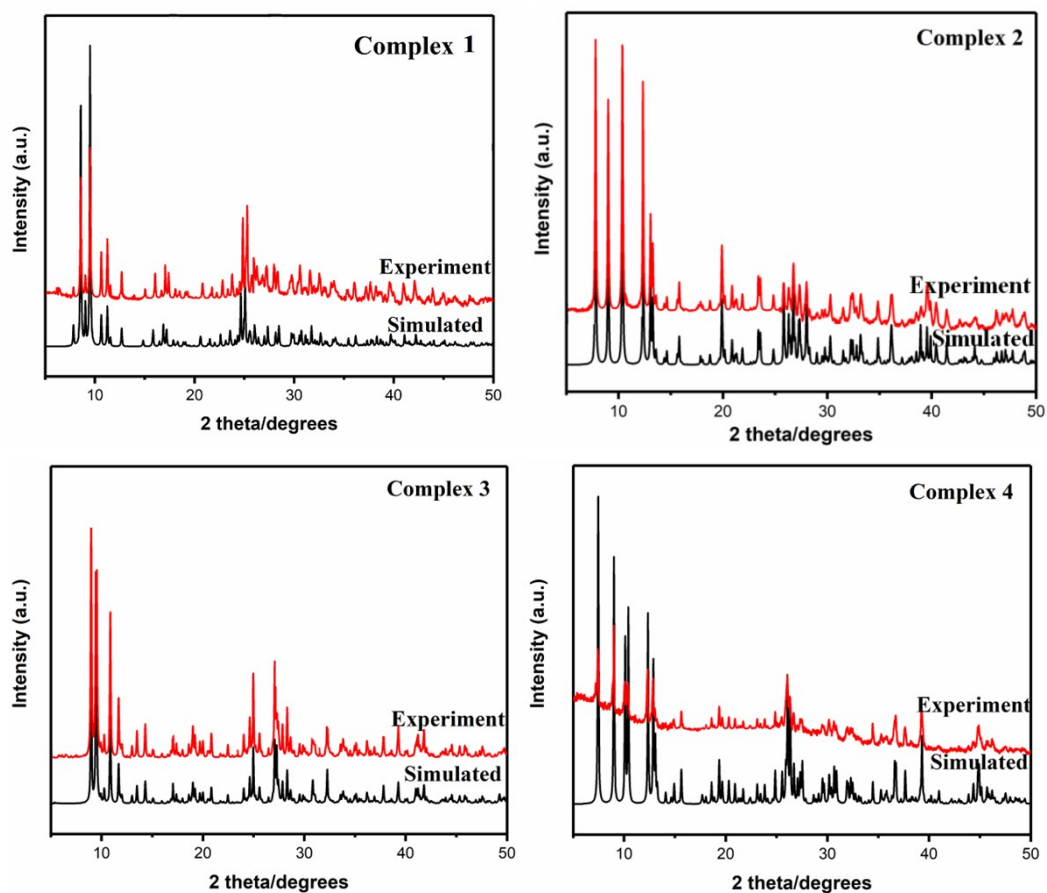 Complex 1
Intensity (a.u.)
Experiment
Simulated
10 20 30 40 50
2 theta/degrees
Complex 2
Intensity (a.u.)
Experiment
Simulated
10 20 30 40 50
2 theta/degrees
Complex 3
Intensity (a.u.)
Experiment
Simulated
10 20 30 40 50
2 theta/degrees
Complex 4
Intensity (a.u.)
Experiment
Simulated
10 20 30 40 50
2 theta/degrees